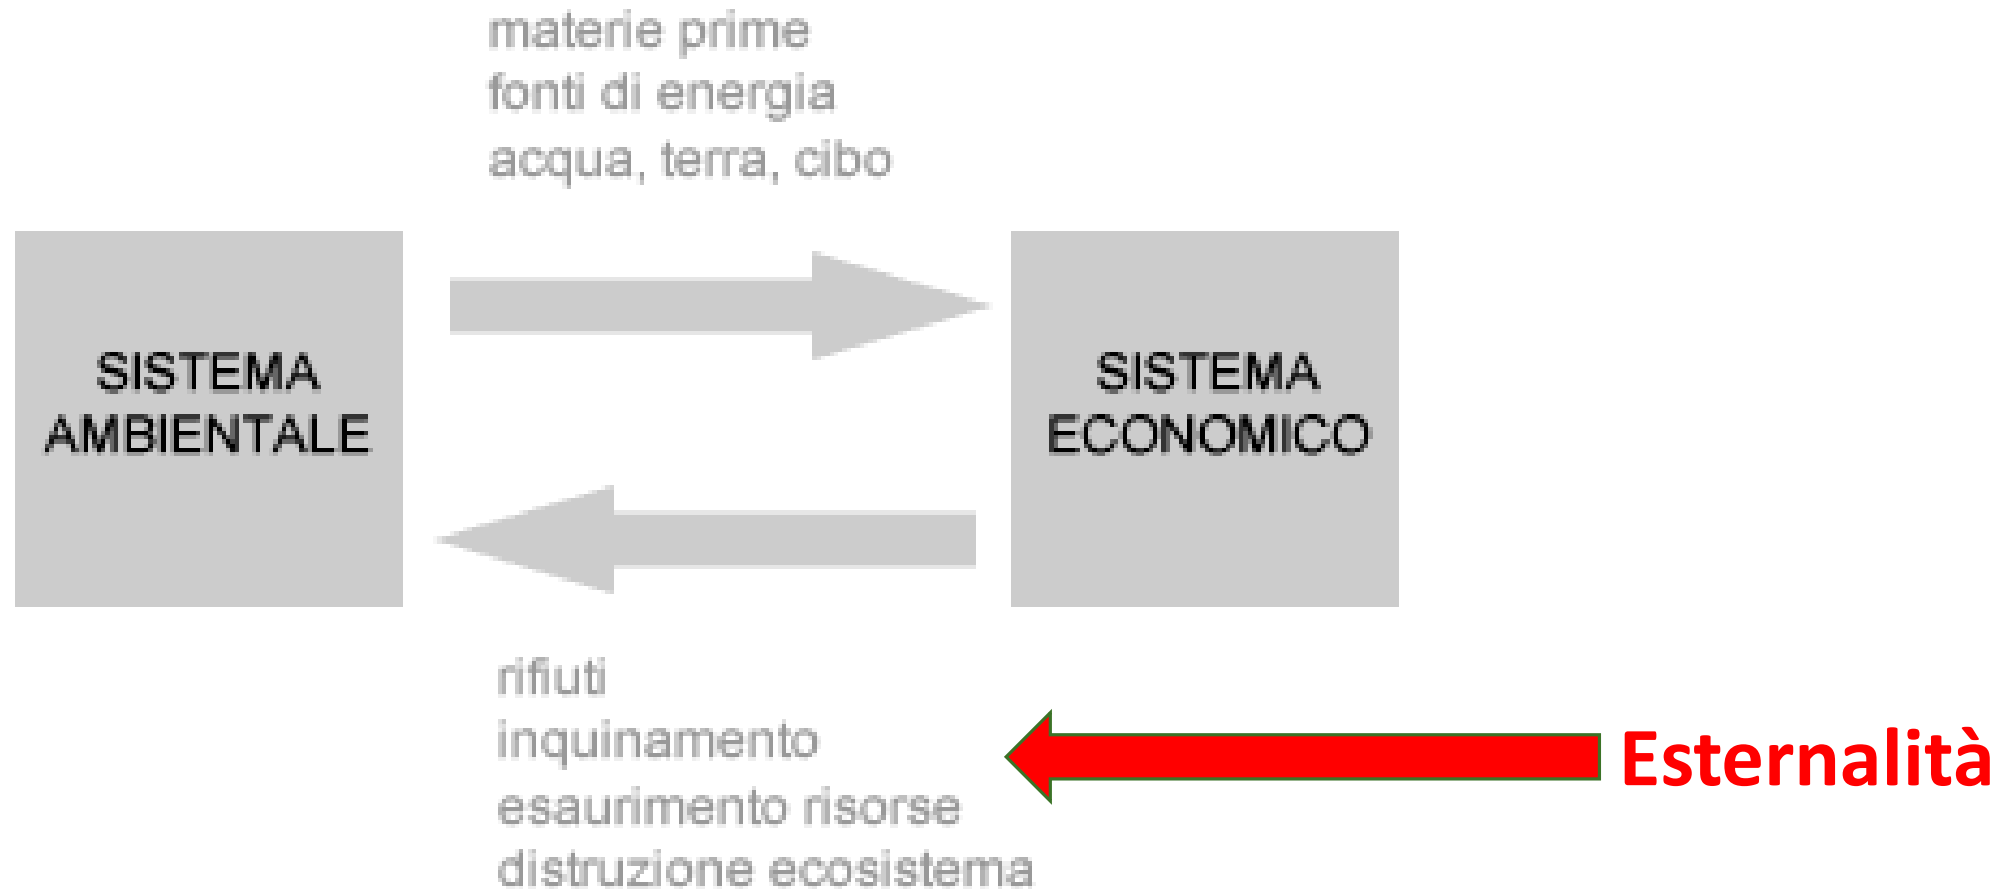 materie prime
fonti di energia
acqua, terra, cibo
SISTEMA
AMBIENTALE
SISTEMA
ECONOMICO
rifiuti
inquinamento
esaurimento risorse
distruzione ecosistema
Esternalità